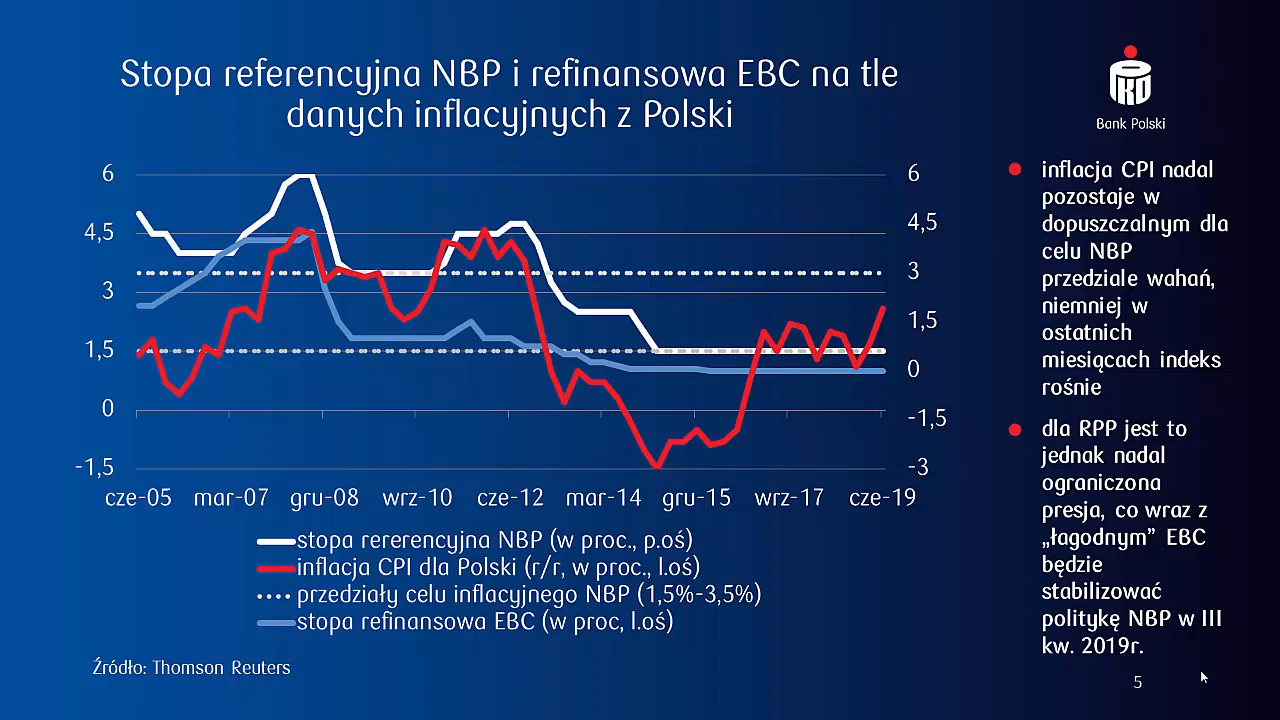 Stopa referencyjna NBP i refinansowa EBC na tle
danych inflacyjnych z Polski
PKO
Bank Polski
6
4,5
3
1,5
0
-1,5
6
4,5
3
1,5
0
-1,5
-3
cze-05 mar-07 gru-08 wrz-10 cze-12 mar-14 gru-15 wrz-17 cze-19
stopa rererencyjna NBP (w proc., p.oś)
inflacja CPI dla Polski (r/r, w proc., l.oś)
przedziały celu inflacyjnego NBP (1,5%-3,5%)
stopa refinansowa EBC (w proc, l.oś)
Źródło: Thomson Reuters
inflacja CPI nadal
pozostaje w
dopuszczalnym dla
celu NBP
przedziale wahań,
niemniej w
ostatnich
miesiącach indeks
rośnie
dla RPP jest to
jednak nadal
ograniczona
presja, co wraz z
„łagodnym” EBC
będzie
stabilizować
politykę NBP w III
kw. 2019r.
5